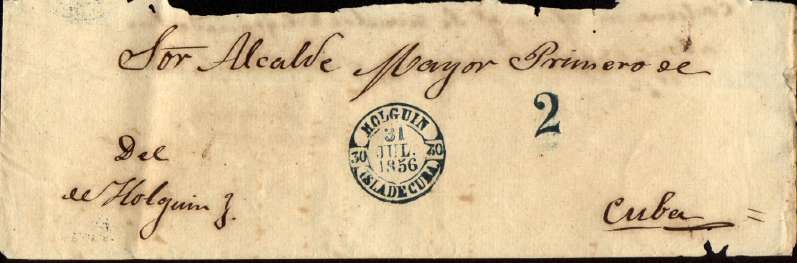 Sor Alcalde Mayor Primero de
2
HOLGUIN
31
JUL.
1856
30 30
ISLA DE CUBA
Del
de Holguin
Cuba